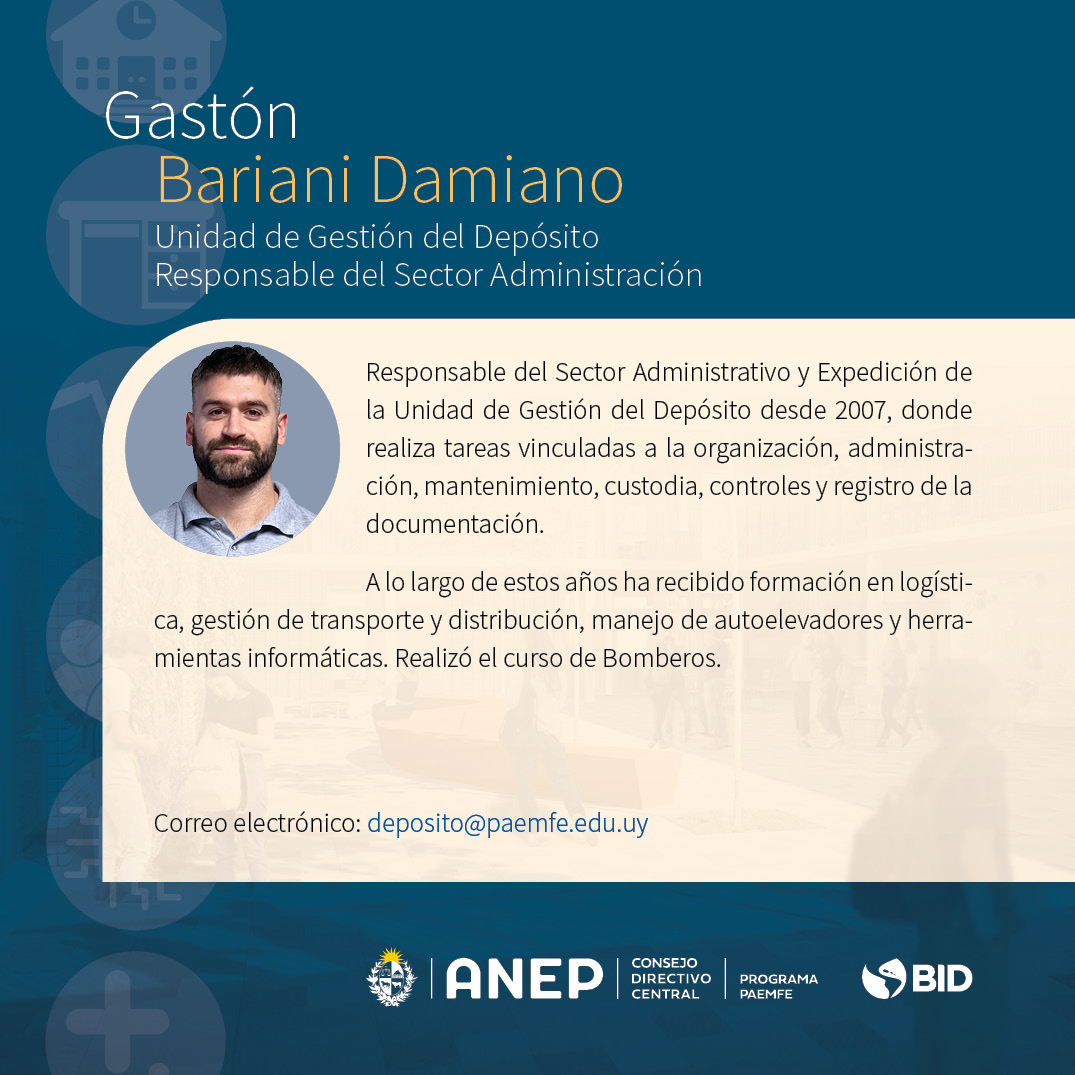 Gastón
Bariani Damiano
Unidad de Gestión del Depósito
Responsable del Sector Administración
Responsable del Sector Administrativo y Expedición de
la Unidad de Gestión del Depósito desde 2007, donde
realiza tareas vinculadas a la organización, administra-
ción, mantenimiento, custodia, controles y registro de la
documentación.
A lo largo de estos años ha recibido formación en logísti-
ca, gestión de transporte y distribución, manejo de autoelevadores y herra-
mientas informáticas. Realizó el curso de Bomberos.
Correo electrónico: deposito@paemfe.edu.uy
ANEP
CONSEJO
DIRECTIVO
CENTRAL
PROGRAMA
PAEMFE
BID